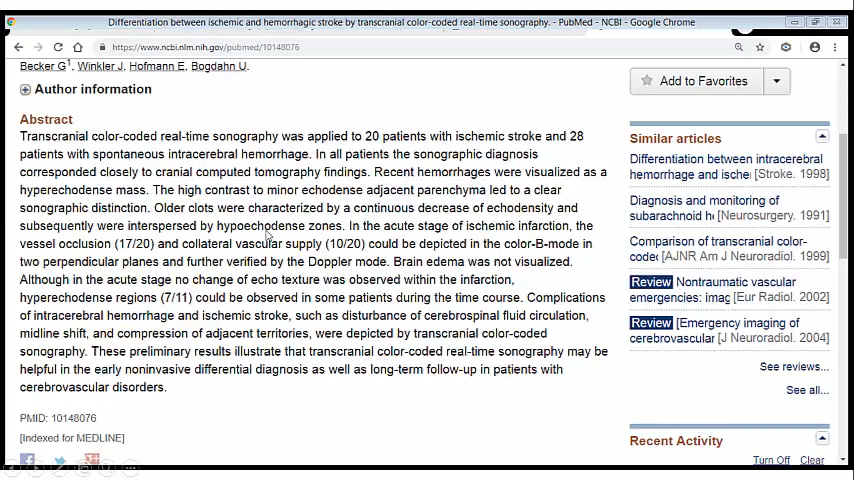 Differentiation between ischemic and hemorrhagic stroke by transcranial color-coded real-time sonography. - PubMed - NCBI - Google Chrome
https://www.ncbi.nlm.nih.gov/pubmed/10148076
Becker G1, Winkler J, Hofmann E, Bogdahn U.
Author information
Abstract
Transcranial color-coded real-time sonography was applied to 20 patients with ischemic stroke and 28
patients with spontaneous intracerebral hemorrhage. In all patients the sonographic diagnosis
corresponded closely to cranial computed tomography findings. Recent hemorrhages were visualized as a
hyperechodense mass. The high contrast to minor echodense adjacent parenchyma led to a clear
sonographic distinction. Older clots were characterized by a continuous decrease of echodensity and
subsequently were interspersed by hypoechodense zones. In the acute stage of ischemic infarction, the
vessel occlusion (17/20) and collateral vascular supply (10/20) could be depicted in the color-B-mode in
two perpendicular planes and further verified by the Doppler mode. Brain edema was not visualized.
Although in the acute stage no change of echo texture was observed within the infarction,
hyperechodense regions (7/11) could be observed in some patients during the time course. Complications
of intracerebral hemorrhage and ischemic stroke, such as disturbance of cerebrospinal fluid circulation,
midline shift, and compression of adjacent territories, were depicted by transcranial color-coded
sonography. These preliminary results illustrate that transcranial color-coded real-time sonography may be
helpful in the early noninvasive differential diagnosis as well as long-term follow-up in patients with
cerebrovascular disorders.
PMID: 10148076
[Indexed for MEDLINE]
Add to Favorites
Similar articles
Differentiation between intracerebral
hemorrhage and ische [Stroke. 1998]
Diagnosis and monitoring of
subarachnoid h [Neurosurgery. 1991]
Comparison of transcranial color-
coded [AJNR Am J Neuroradiol. 1999]
Review Nontraumatic vascular
emergencies: imag [Eur Radiol. 2002]
Review [Emergency imaging of
cerebrovascular [J Neuroradiol. 2004]
See reviews...
See all...
Recent Activity
Turn Off Clear